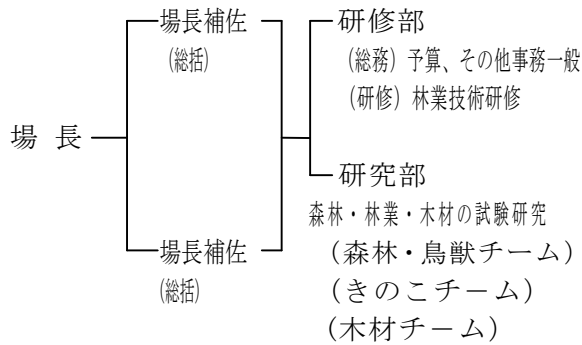 場長
場長補佐
(総括)
場長補佐
(総括)
研修部
(総務) 予算、その他事務一般
(研修) 林業技術研修
研究部
森林・林業・木材の試験研究
(森林・鳥獣チーム)
(きのこチーム)
(木材チーム)